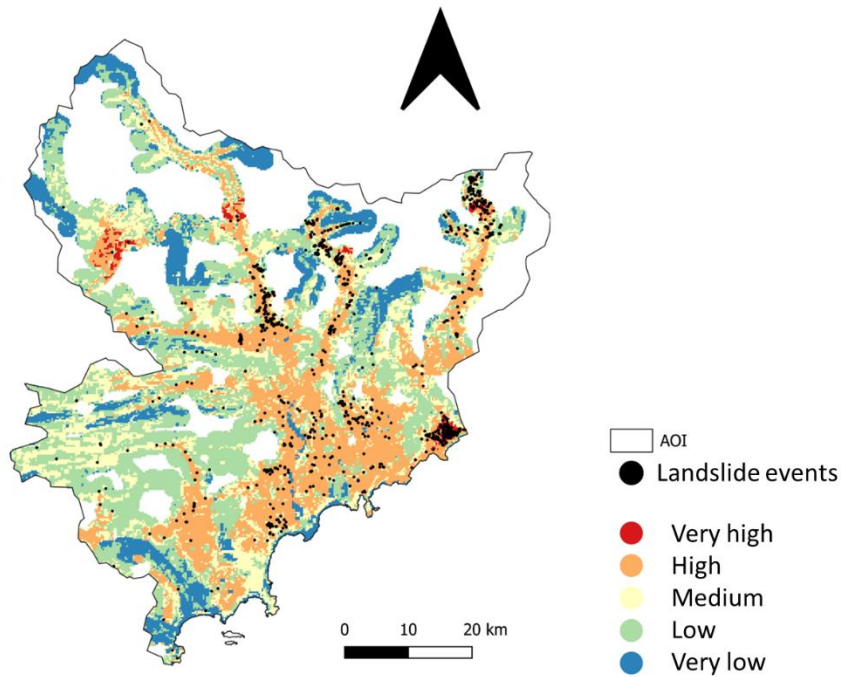 AOI
Landslide events
Very high
High
Medium
Low
Very low
0 10 20 km